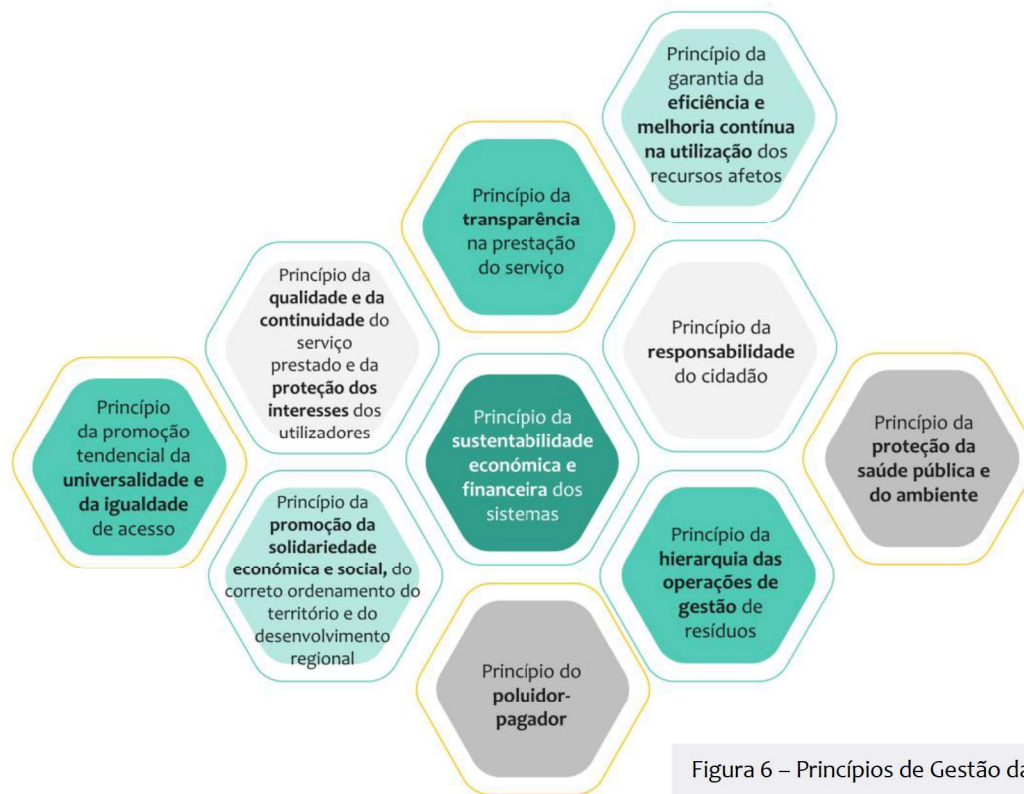 Princípio da
garantia da
eficiência e
melhoria contínua
na utilização dos
recursos afetos
Princípio da
transparência
na prestação
do serviço
Princípio da
qualidade e da
continuidade do
serviço
prestado e da
proteção dos
interesses dos
utilizadores
Princípio da
responsabilidade
do cidadão
Princípio
da promoção
tendencial da
universalidade e
da igualdade
de acesso
Princípio da
sustentabilidade
económica e
financeira dos
sistemas
Princípio da
proteção da
saúde pública e
do ambiente
Princípio da
promoção da
solidariedade
económica e social, do
correto ordenamento do
território e do
desenvolvimento
regional
Princípio da
hierarquia das
operações de
gestão de
resíduos
Princípio do
poluidor-
pagador
Figura 6 – Princípios de Gestão da